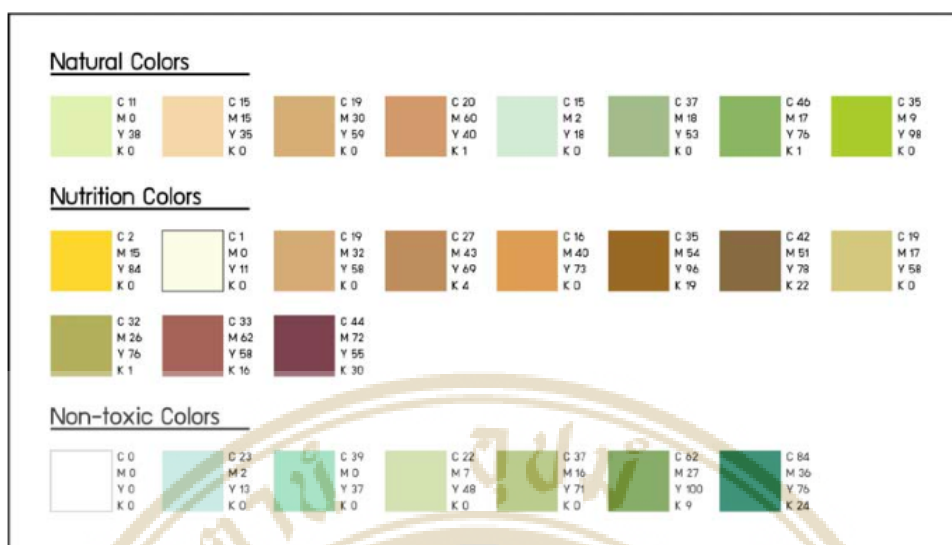 Natural Colors
C 11 C 15 C 19 C 20 C 15 C 37 C 46 C 35
M 0 M 15 M 30 M 60 M 2 M 18 M 17 M 9
Y 38 Y 35 Y 59 Y 40 Y 18 Y 53 Y 76 Y 98
K 0 K 0 K 0 K 1 K 0 K 0 K 1 K 0
Nutrition Colors
C 2 C 1 C 19 C 27 C 16 C 35 C 42 C 19
M 15 M 0 M 32 M 43 M 40 M 54 M 51 M 17
Y 84 Y 11 Y 58 Y 69 Y 73 Y 96 Y 78 Y 58
K 0 K 0 K 0 K 4 K 0 K 19 K 22 K 0
C 32 C 33 C 44
M 26 M 62 M 72
Y 76 Y 58 Y 55
K 1 K 16 K 30
Non-toxic Colors
C 0 C 23 C 39 C 22 C 37 C 62 C 84
M 0 M 2 M 0 M 7 M 16 M 27 M 36
Y 0 Y 13 Y 37 Y 48 Y 71 Y 100 Y 76
K 0 K 0 K 0 K 0 K 0 K 9 K 24